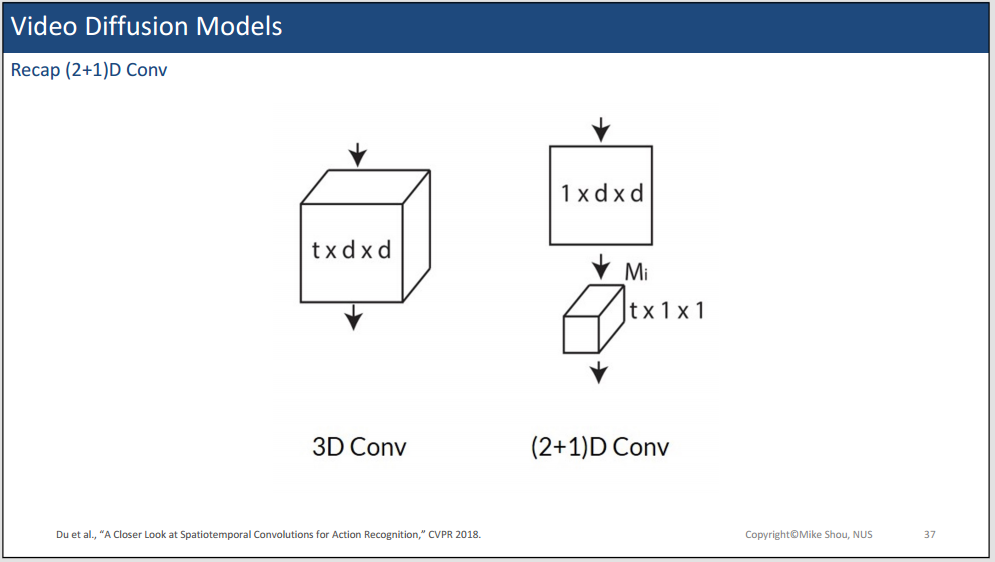 Video Diffusion Models
Recap (2+1)D Conv
t x d x d
3D Conv
1 x d x d
Mi
t x 1 x 1
(2+1)D Conv
Du et al., “A Closer Look at Spatiotemporal Convolutions for Action Recognition,” CVPR 2018.
Copyright©Mike Shou, NUS
37